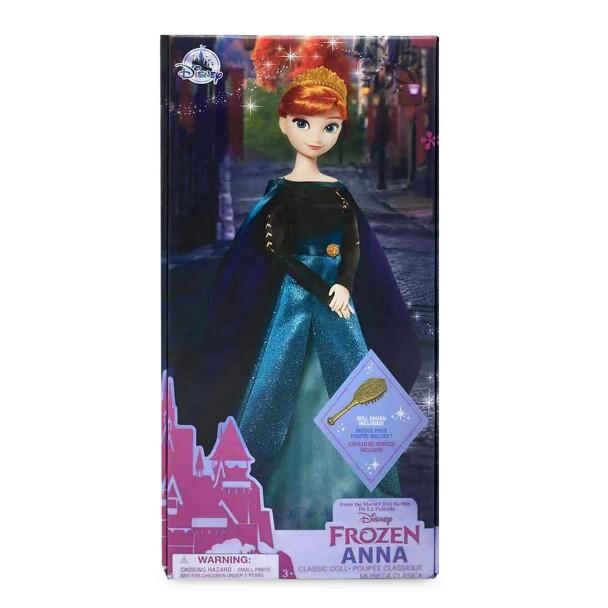 Disney
DOLL BRUSH
INCLUDED!
BROSSE POUR
POUPÉE INCLUSE!
¡CEPILLO DE MUÑECA
INCLUIDO!
From the Movie • Tiré du film
De La Película
Disney
FROZEN
ANNA
CLASSIC DOLL • POUPÉE CLASSIQUE
MUÑECA CLÁSICA
WARNING:
CHOKING HAZARD - SMALL PARTS.
NOT FOR CHILDREN UNDER 3 YEARS.
3+